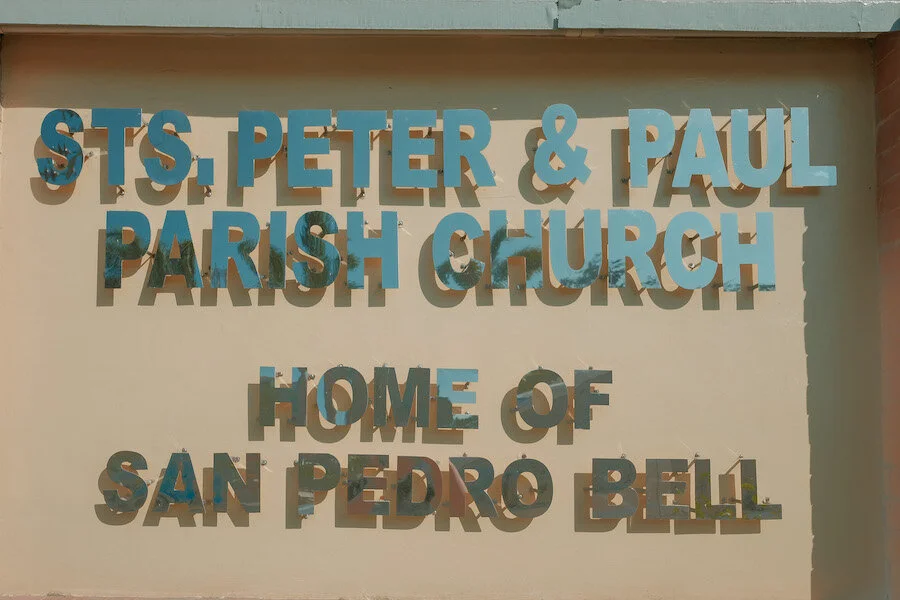 STS. PETER & PAUL
PARISH CHURCH
HOME OF
SAN PEDRO BELL